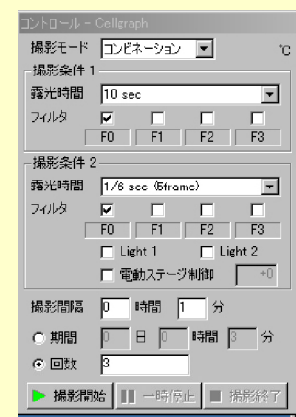 コントロール - Cellgraph
撮影モード コンビネーション ℃
撮影条件 1
露光時間 10 sec
フィルタ
F0 F1 F2 F3
撮影条件 2
露光時間 1/6 sec (5frame)
フィルタ
F0 F1 F2 F3
Light 1 Light 2
電動ステージ制御 +0
撮影間隔 0 時間 1 分
期間 0 日 0 時間 3 分
回数 3
撮影開始 一時停止 撮影終了